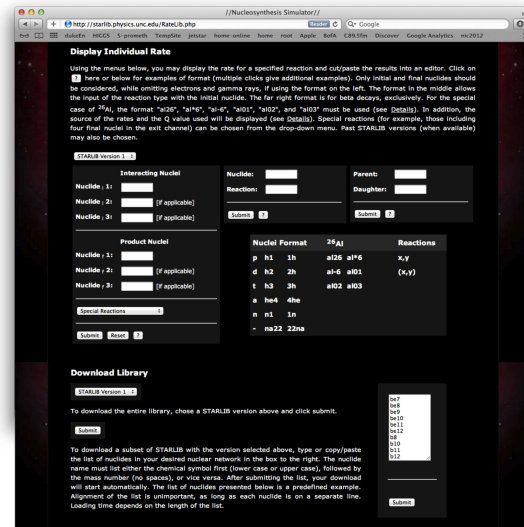 //Nucleosynthesis Simulator//
http://starlib.physics.unc.edu/RateLib.php
Reader
Google
dukeEn HIGGS S-prometh TempSite jetstar home-online home root Apple BofA C89.5fm Discover Google Analytics nic2012
Display Individual Rate
Using the menus below, you may display the rate for a specified reaction and cut/paste the results into an editor. Click on
? here or below for examples of format (multiple clicks give additional examples). Only initial and final nuclides should
be considered, while omitting electrons and gamma rays, if using the format on the left. The format in the middle allows
the input of the reaction type with the initial nuclide. The far right format is for beta decays, exclusively. For the special
case of 26Al, the format "al26", "al*6", "al-6", "al01", "al02", and "al03" must be used (see Details). In addition, the
source of the rates and the Q value used will be displayed (see Details). Special reactions (for example, those including
four final nuclei in the exit channel) can be chosen from the drop-down menu. Past STARLIB versions (when available)
may also be chosen.
STARLIB Version 1
Interacting Nuclei
Nuclide i 1:
Nuclide i 2: [if applicable]
Nuclide i 3: [if applicable]
Product Nuclei
Nuclide f 1:
Nuclide f 2: [if applicable]
Nuclide f 3: [if applicable]
Special Reactions
Submit Reset ?
Nuclide:
Reaction:
Submit ?
Parent:
Daughter:
Submit ?
Nuclei Format 26Al Reactions
p h1 1h al26 al*6 x,y
d h2 2h al-6 al01 (x,y)
t h3 3h al02 al03
a he4 4he
n n1 1n
- na22 22na
Download Library
STARLIB Version 1
To download the entire library, chose a STARLIB version above and click submit.
Submit
To download a subset of STARLIB with the version selected above, type or copy/paste
the list of nuclides in your desired nuclear network in the box to the right. The nuclide
name must list either the chemical symbol first (lower case or upper case), followed by
the mass number (no spaces), or vice versa. After submitting the list, your download
will start automatically. The list of nuclides presented below is a predefined example.
Alignment of the list is unimportant, as long as each nuclide is on a separate line.
Loading time depends on the length of the list.
be7
be8
be9
be10
be11
be12
b8
b10
b11
b12
Submit